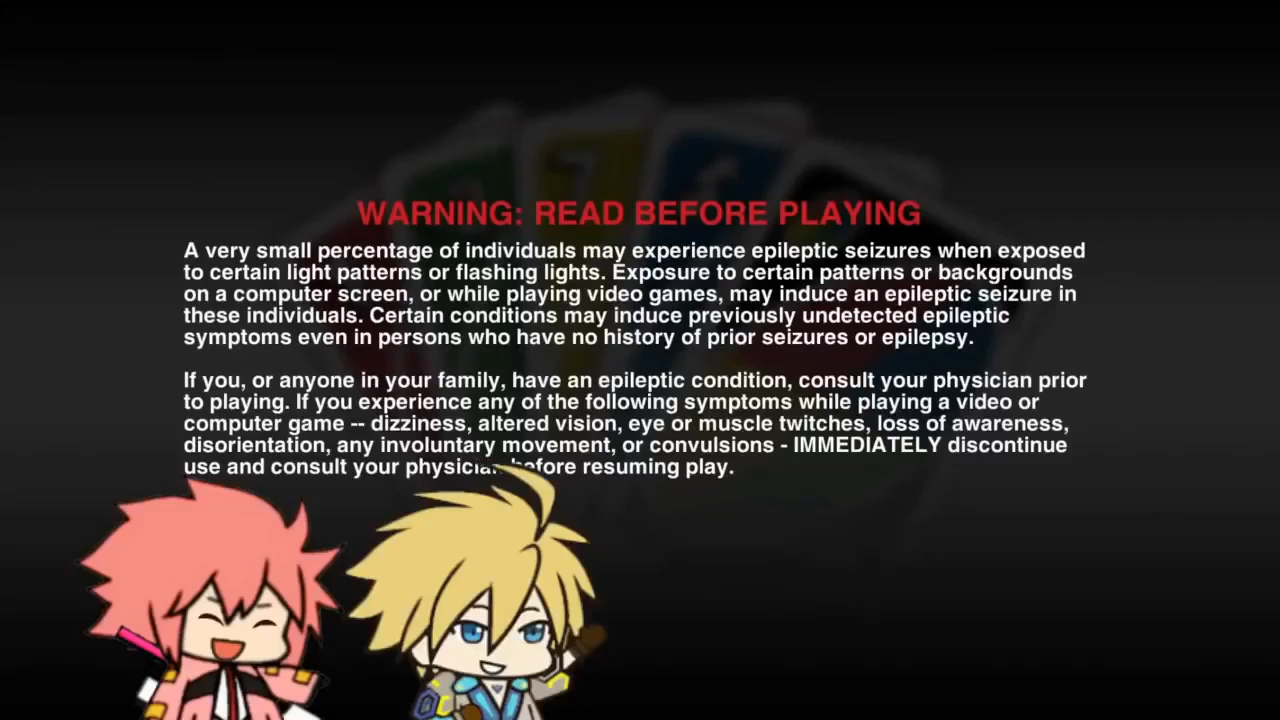 WARNING: READ BEFORE PLAYING
A very small percentage of individuals may experience epileptic seizures when exposed
to certain light patterns or flashing lights. Exposure to certain patterns or backgrounds
on a computer screen, or while playing video games, may induce an epileptic seizure in
these individuals. Certain conditions may induce previously undetected epileptic
symptoms even in persons who have no history of prior seizures or epilepsy.
If you, or anyone in your family, have an epileptic condition, consult your physician prior
to playing. If you experience any of the following symptoms while playing a video or
computer game -- dizziness, altered vision, eye or muscle twitches, loss of awareness,
disorientation, any involuntary movement, or convulsions - IMMEDIATELY discontinue
use and consult your physician before resuming play.